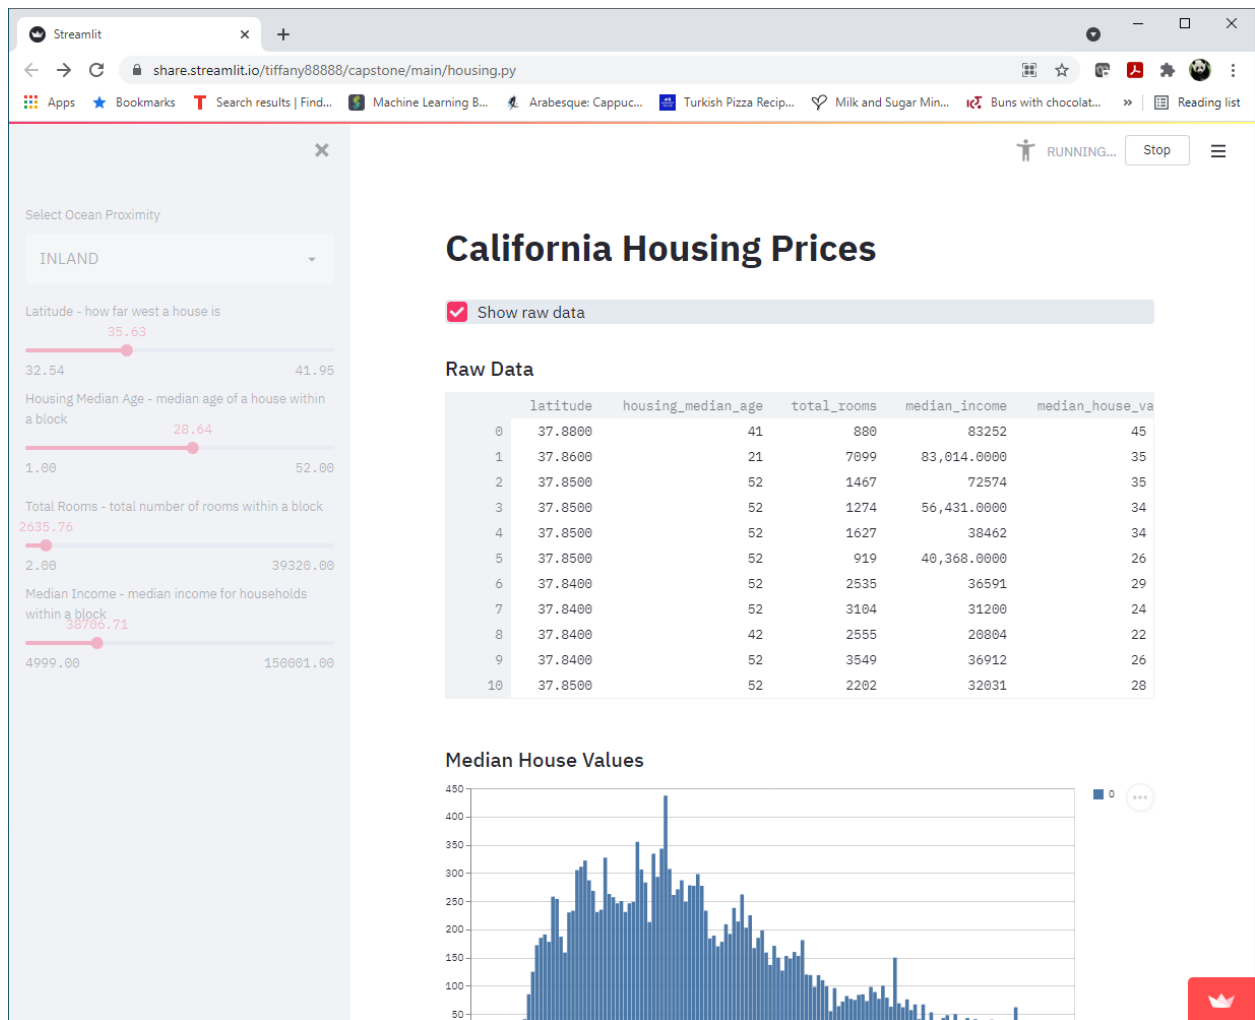 Streamlit
share.streamlit.io/tiffany88888/capstone/main/housing.py
Apps Bookmarks Search results | Find... Machine Learning B... Arabesque: Cappuc... Turkish Pizza Recip... Milk and Sugar Min... Buns with chocolat... » Reading list
RUNNING... Stop
Select Ocean Proximity
INLAND
Latitude - how far west a house is
35.63
32.54 41.95
Housing Median Age - median age of a house within
a block
28.64
1.00 52.00
Total Rooms - total number of rooms within a block
2635.76
2.00 39320.00
Median Income - median income for households
within a block
38706.71
4999.00 150001.00
California Housing Prices
Show raw data
Raw Data
latitude housing_median_age total_rooms median_income median_house_va
0 37.8800 41 880 83252 45
1 37.8600 21 7099 83,014.0000 35
2 37.8500 52 1467 72574 35
3 37.8500 52 1274 56,431.0000 34
4 37.8500 52 1627 38462 34
5 37.8500 52 919 40,368.0000 26
6 37.8400 52 2535 36591 29
7 37.8400 52 3104 31200 24
8 37.8400 42 2555 20804 22
9 37.8400 52 3549 36912 26
10 37.8500 52 2202 32031 28
Median House Values
450
400
350
300
250
200
150
100
50
0